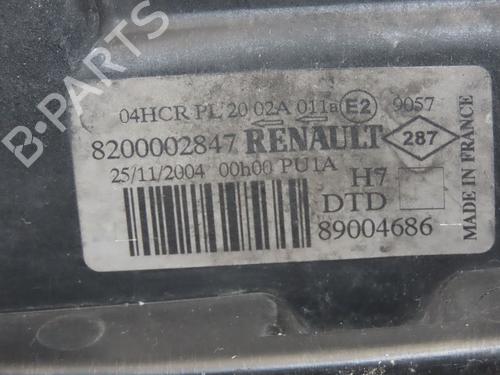 04HCR PL 20 02A 011a E2 9057
8200002847 RENAULT 287
25/11/2004 00h00 PU1A H7
DTD
89004686
MADE IN FRANCE
B-PARTS